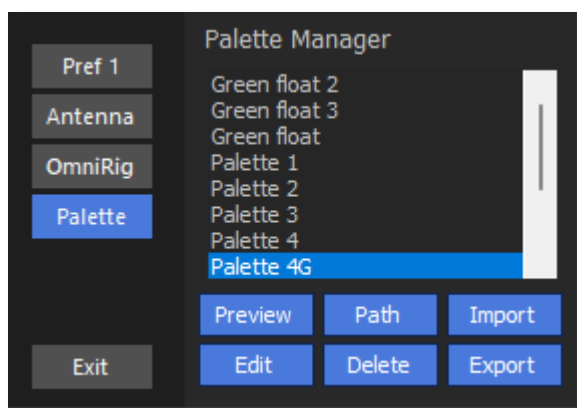 Pref 1
Antenna
OmniRig
Palette
Exit
Palette Manager
Green float 2
Green float 3
Green float
Palette 1
Palette 2
Palette 3
Palette 4
Palette 4G
Preview Path Import
Edit Delete Export